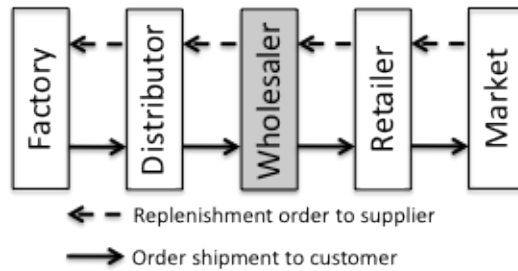 Factory
Distributor
Wholesaler
Retailer
Market
Replenishment order to supplier
Order shipment to customer